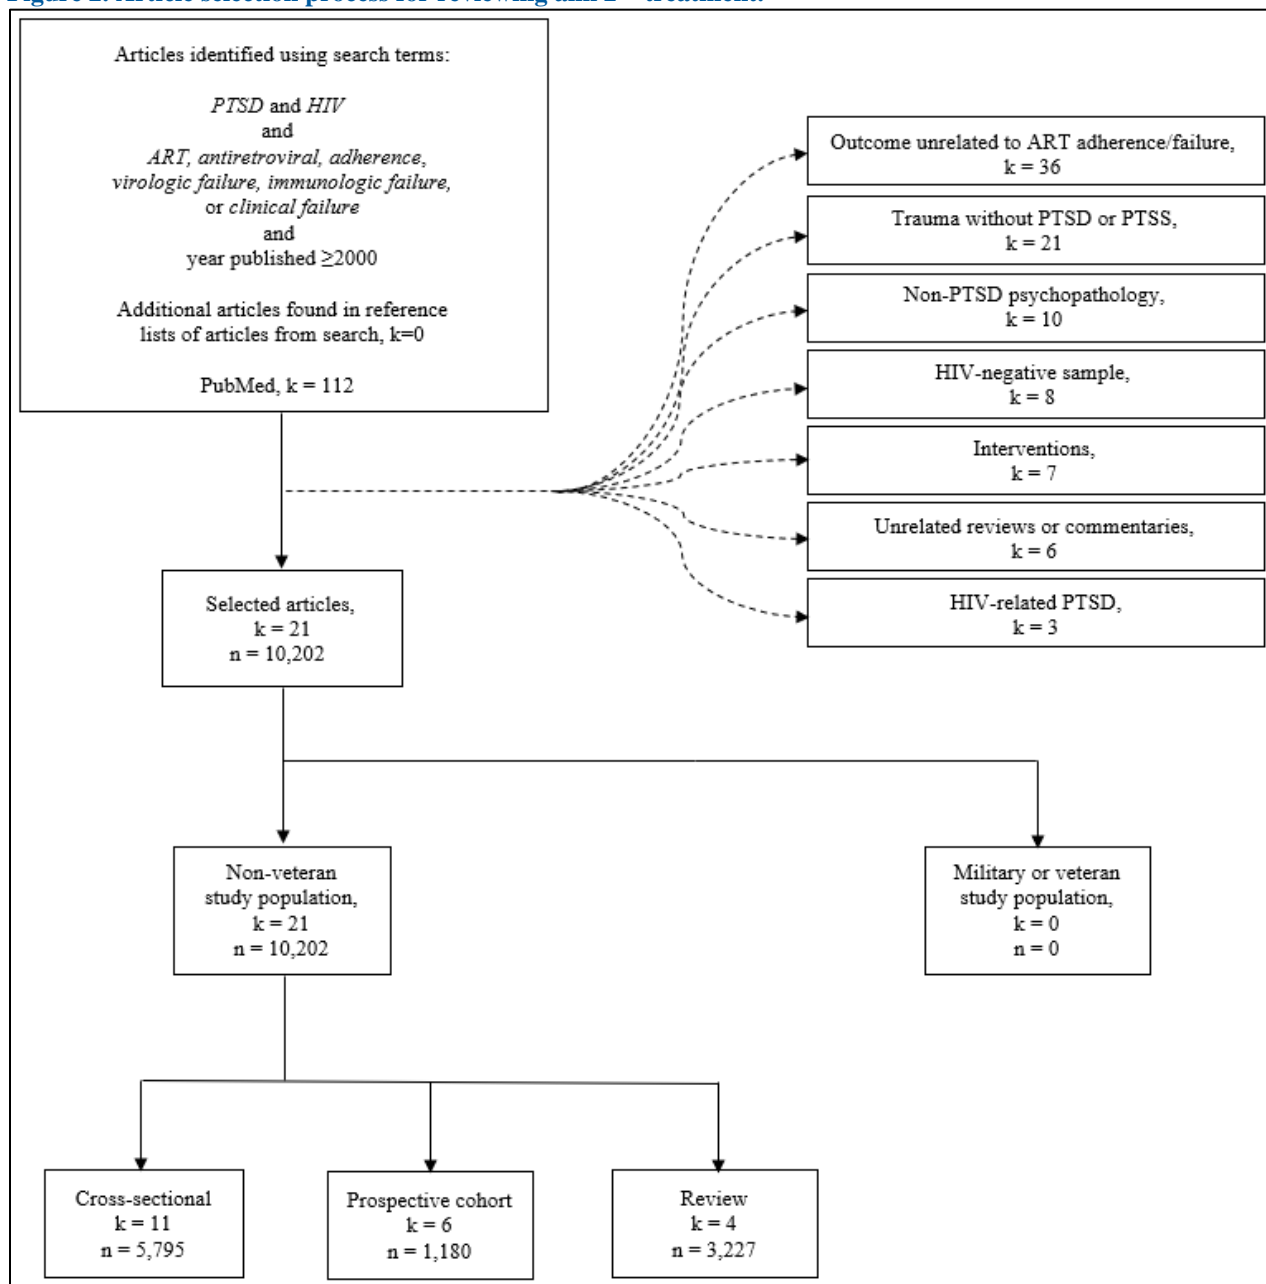 Articles identified using search terms:
PTSD and HIV
and
ART, antiretroviral, adherence,
virologic failure, immunologic failure,
or clinical failure
and
year published ≥2000
Additional articles found in reference
lists of articles from search, k=0
PubMed, k = 112
Outcome unrelated to ART adherence/failure,
k = 36
Trauma without PTSD or PTSS,
k = 21
Non-PTSD psychopathology,
k = 10
HIV-negative sample,
k = 8
Interventions,
k = 7
Unrelated reviews or commentaries,
k = 6
HIV-related PTSD,
k = 3
Selected articles,
k = 21
n = 10,202
Non-veteran
study population,
k = 21
n = 10,202
Military or veteran
study population,
k = 0
n = 0
Cross-sectional
k = 11
n = 5,795
Prospective cohort
k = 6
n = 1,180
Review
k = 4
n = 3,227